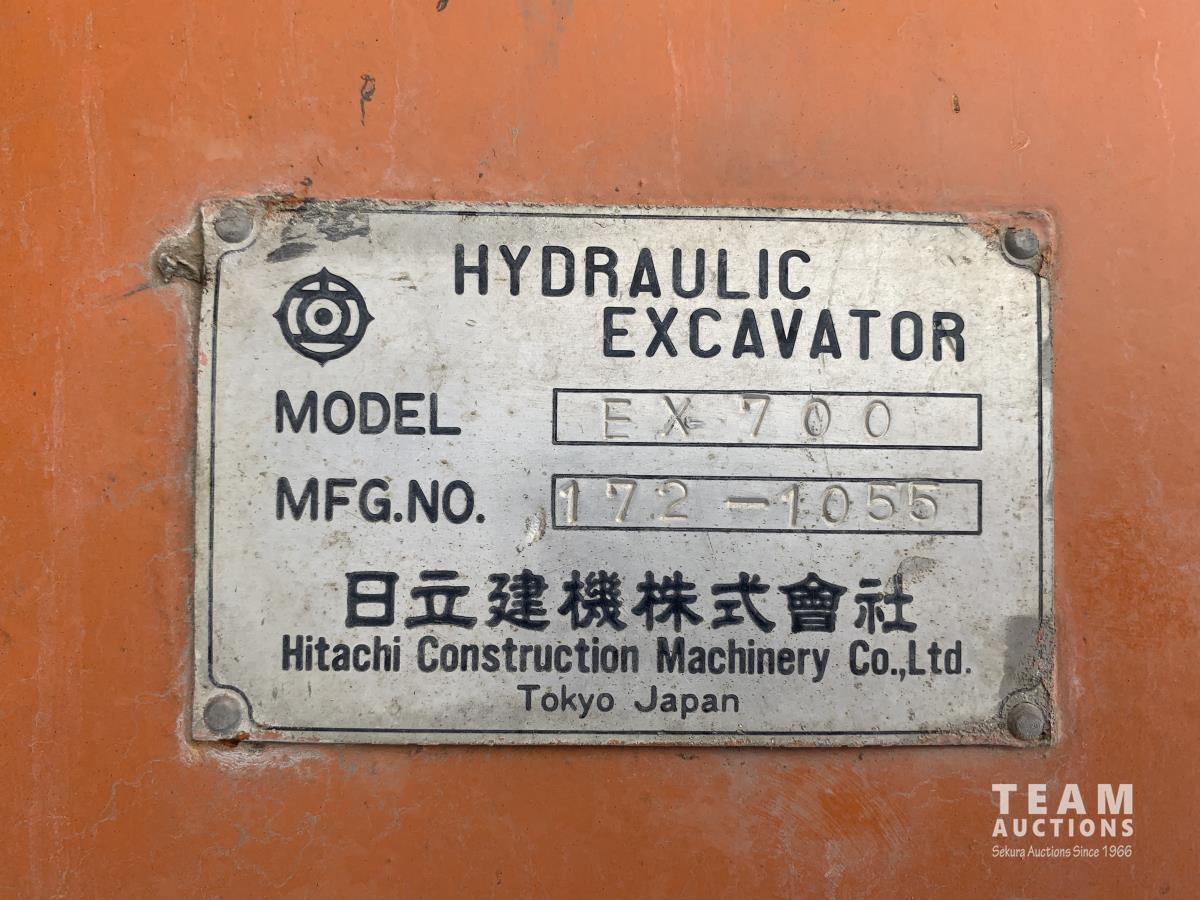 HYDRAULIC
EXCAVATOR
MODEL EX 700
MFG.NO. 172-1055
日立建機株式會社
Hitachi Construction Machinery Co.,Ltd.
Tokyo Japan
TEAM
AUCTIONS
Sekura Auctions Since 1966